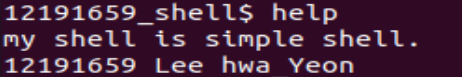 12191659_shell$ help
my shell is simple shell.
12191659 Lee hwa Yeon